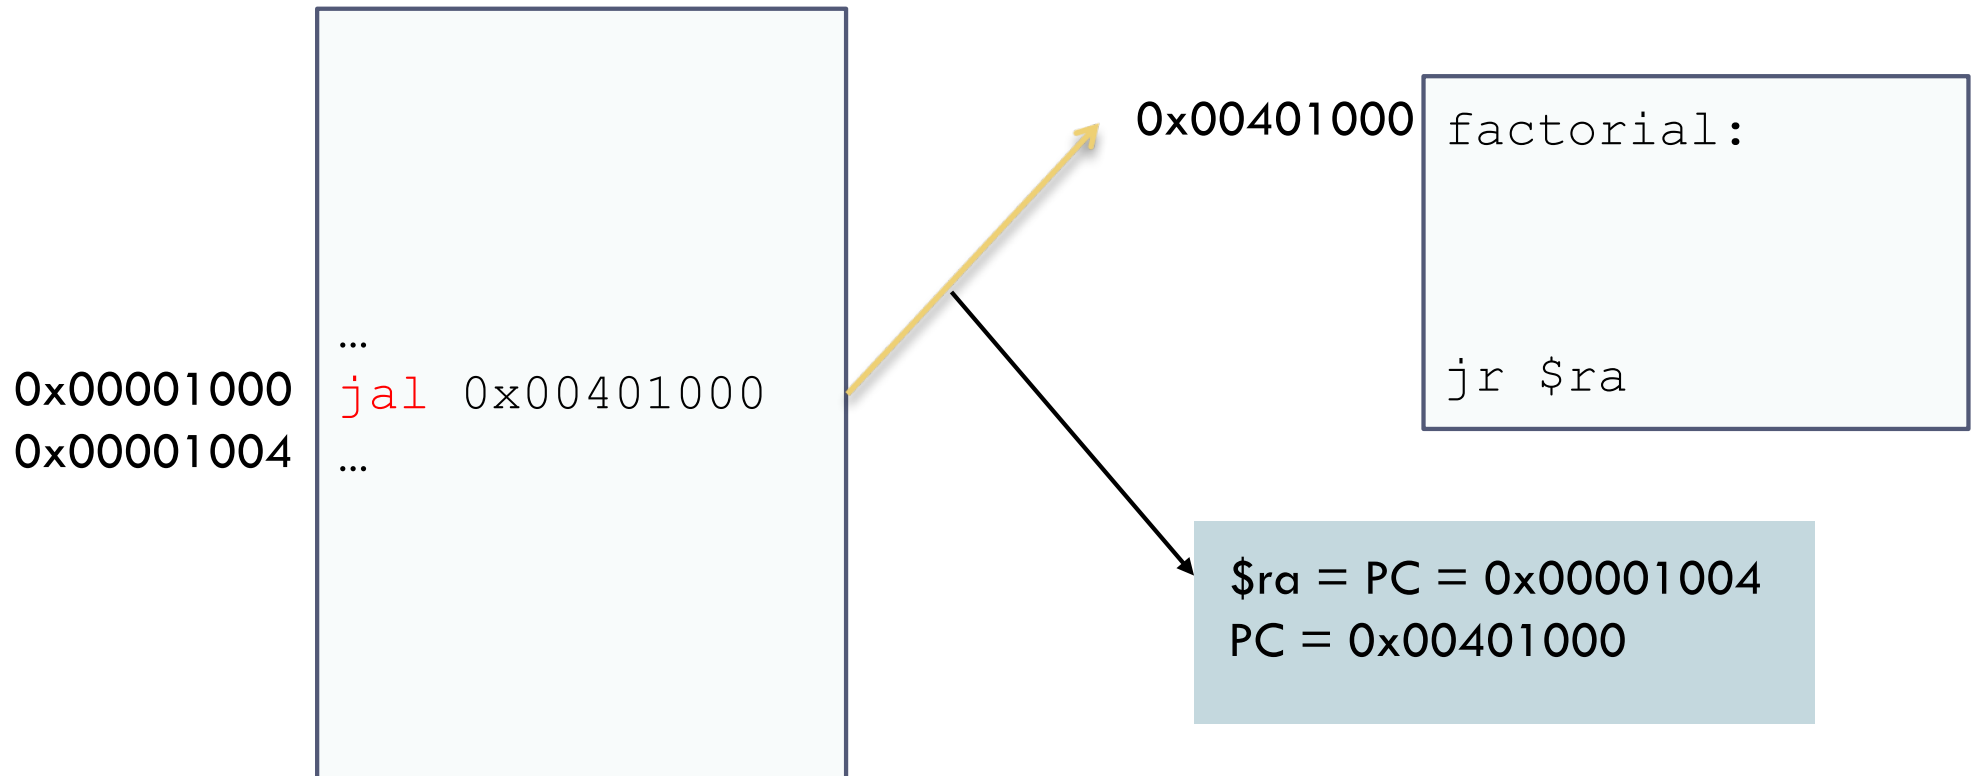 …
0x00001000 jal 0x00401000
0x00001004 …
0x00401000 factorial:
jr $ra
$ra = PC = 0x00001004
PC = 0x00401000